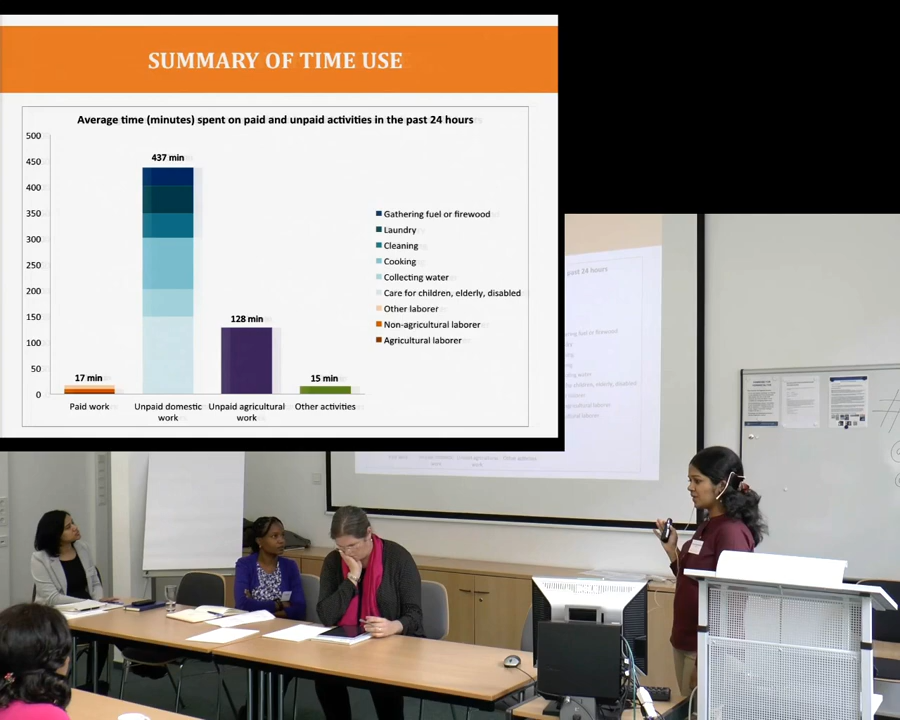 SUMMARY OF TIME USE
Average time (minutes) spent on paid and unpaid activities in the past 24 hours
500
450
400
350
300
250
200
150
100
50
0
437 min
128 min
17 min
15 min
Paid work
Unpaid domestic
work
Unpaid agricultural
work
Other activities
Gathering fuel or firewood
Laundry
Cleaning
Cooking
Collecting water
Care for children, elderly, disabled
Other laborer
Non-agricultural laborer
Agricultural laborer
past 24 hours